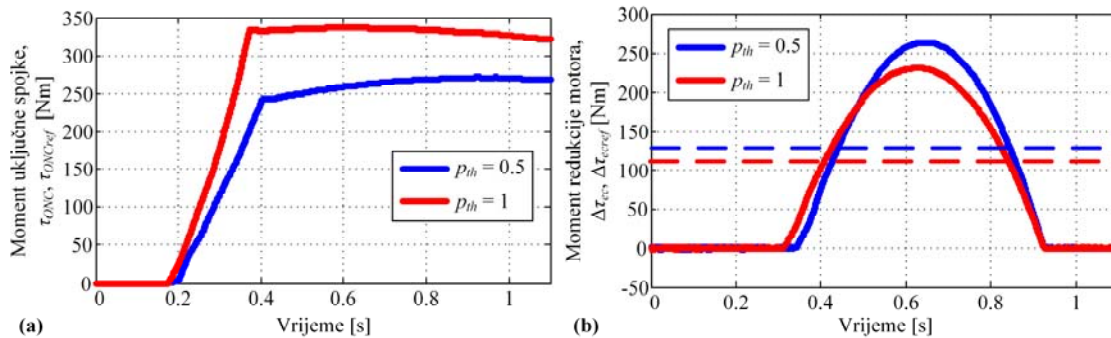 Moment uključne spojke,
τONC, τONCref [Nm]
350
300
250
200
150
100
50
0
0 0.2 0.4 0.6 0.8 1
pth = 0.5
pth = 1
(a)
Vrijeme [s]
Moment redukcije motora,
Δτec, Δτecref [Nm]
300
250
200
150
100
50
0
-50
0 0.2 0.4 0.6 0.8 1
pth = 0.5
pth = 1
(b)
Vrijeme [s]